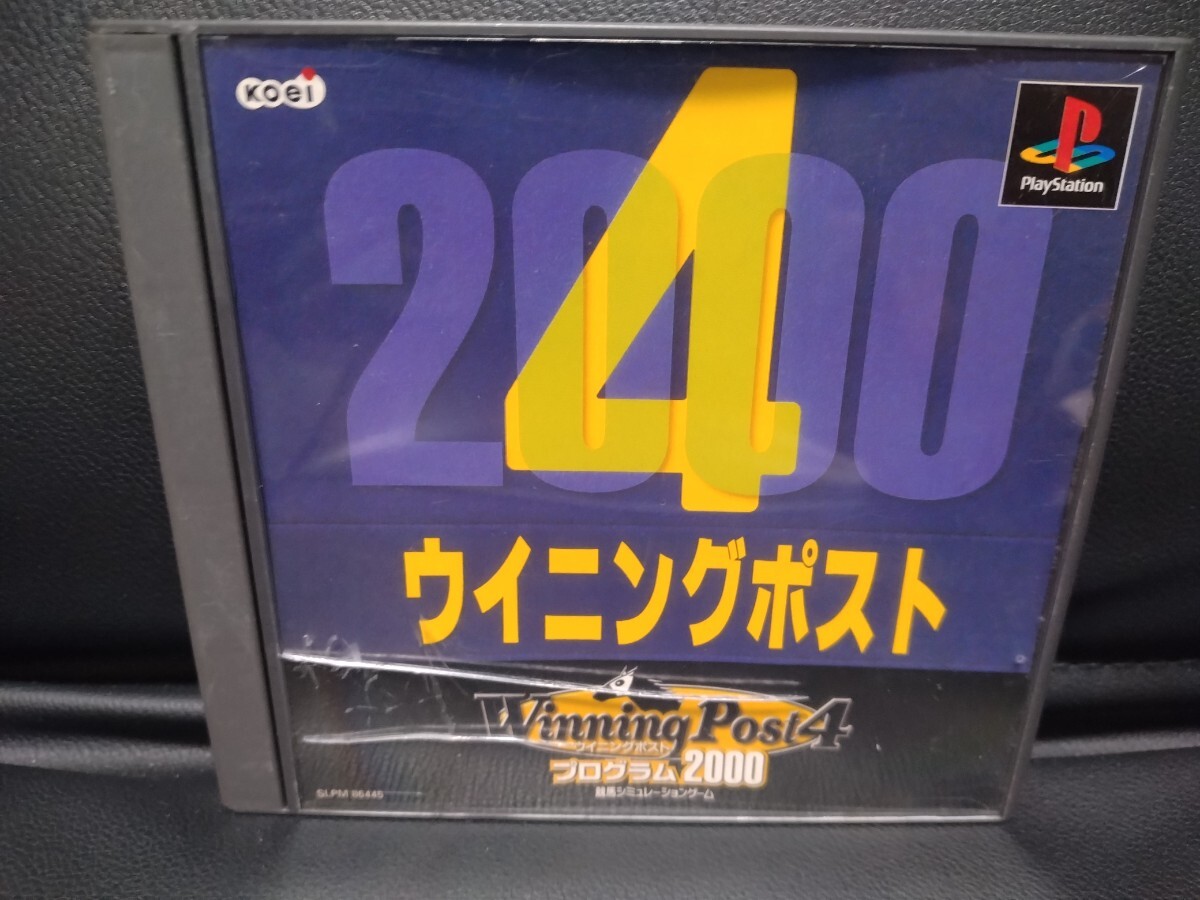 KOEI
PlayStation
2000
4
ウイニングポスト
Winning Post 4
ウイニングポスト
プログラム2000
競馬シミュレーションゲーム
SLPM 86445